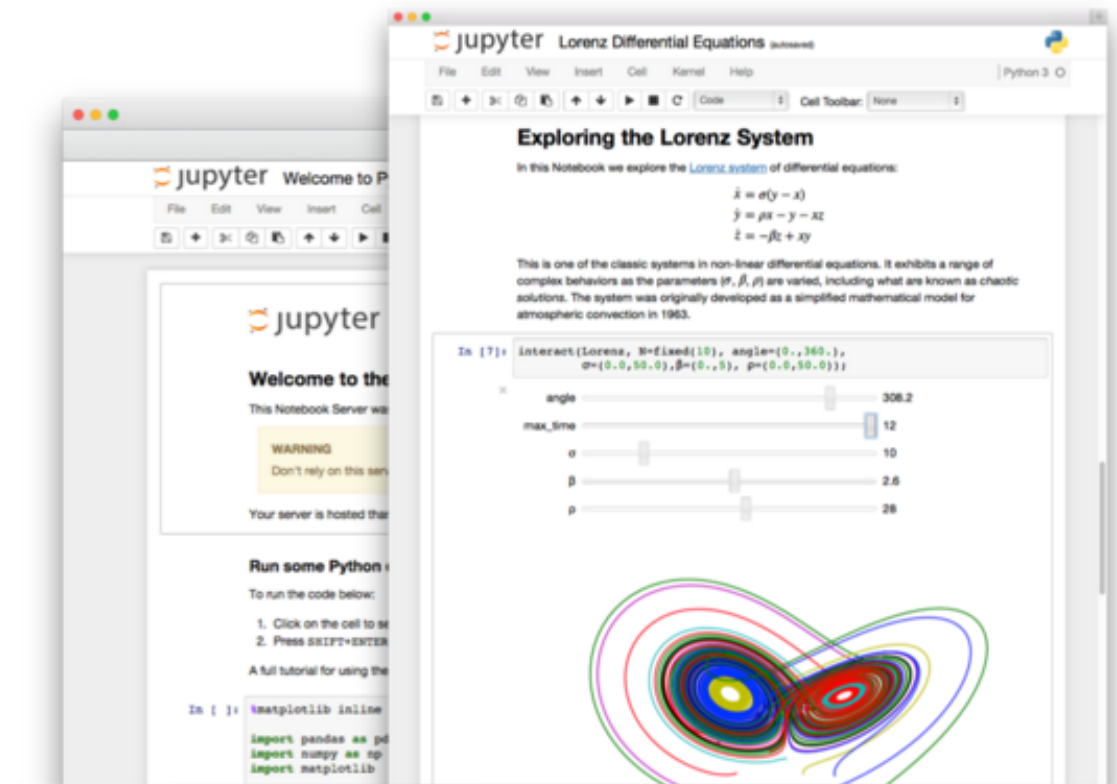 jupyter Lorenz Differential Equations (autosaved)
File Edit View Insert Cell Kernel Help Python 3
Code Cell Toolbar: None
Exploring the Lorenz System
In this Notebook we explore the Lorenz system of differential equations:
ẋ = σ(y − x)
ẏ = ρx − y − xz
ż = −βz + xy
This is one of the classic systems in non-linear differential equations. It exhibits a range of
complex behaviors as the parameters (σ, β, ρ) are varied, including what are known as chaotic
solutions. The system was originally developed as a simplified mathematical model for
atmospheric convection in 1963.
In [7]: interact(Lorenz, N=fixed(10), angle=(0.,360.),
σ=(0.0,50.0),β=(0.,5), ρ=(0.0,50.0));
angle 308.2
max_time 12
σ 10
β 2.6
ρ 28
jupyter Welcome to P
File Edit View Insert Cell
jupyter
Welcome to the
This Notebook Server was
WARNING
Don't rely on this serv
Your server is hosted than
Run some Python
To run the code below:
1. Click on the cell to se
2. Press SHIFT+ENTER
A full tutorial for using the
In [ ]: %matplotlib inline
import pandas as pd
import numpy as np
import matplotlib